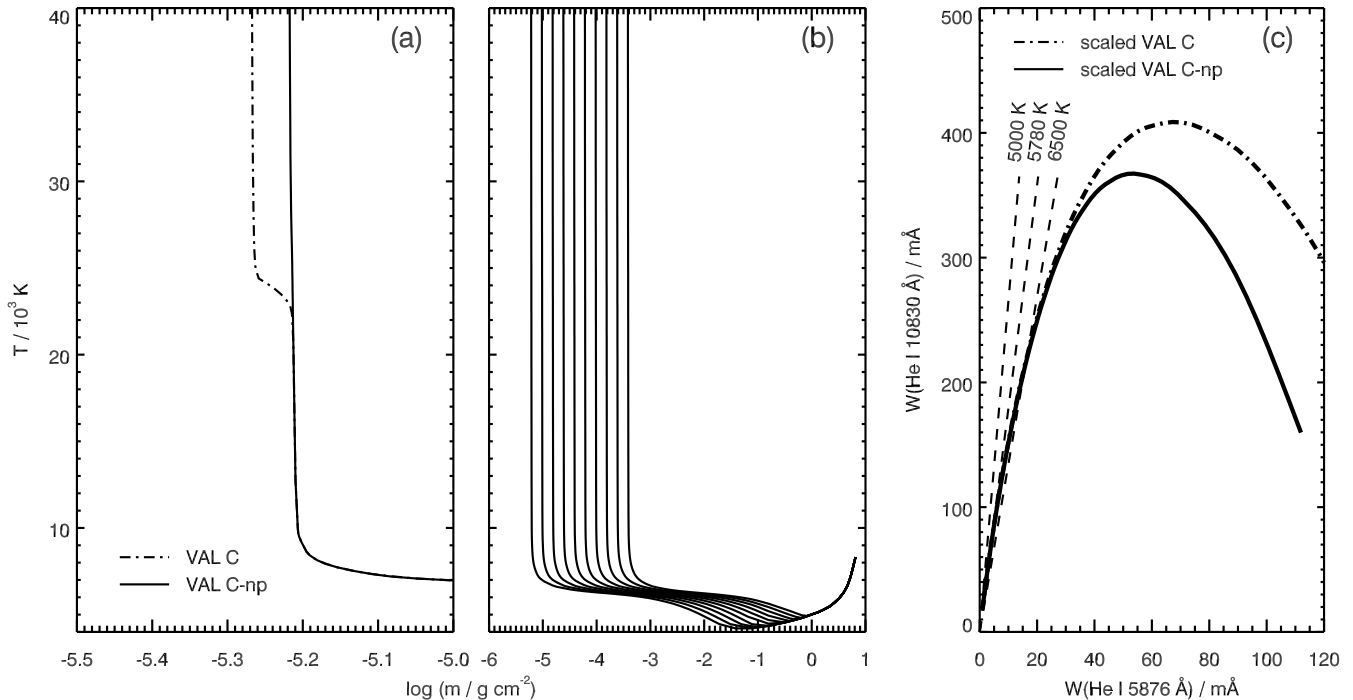 (a)
T / 10³ K
40
30
20
10
VAL C
VAL C-np
-5.5
-5.4
-5.3
-5.2
-5.1
-5.0
(b)
-6
-5
-4
-3
-2
-1
0
1
log (m / g cm⁻²)
(c)
scaled VAL C
scaled VAL C-np
5000 K
5780 K
6500 K
W(He I 10830 Å) / mÅ
500
400
300
200
100
0
0
20
40
60
80
100
120
W(He I 5876 Å) / mÅ